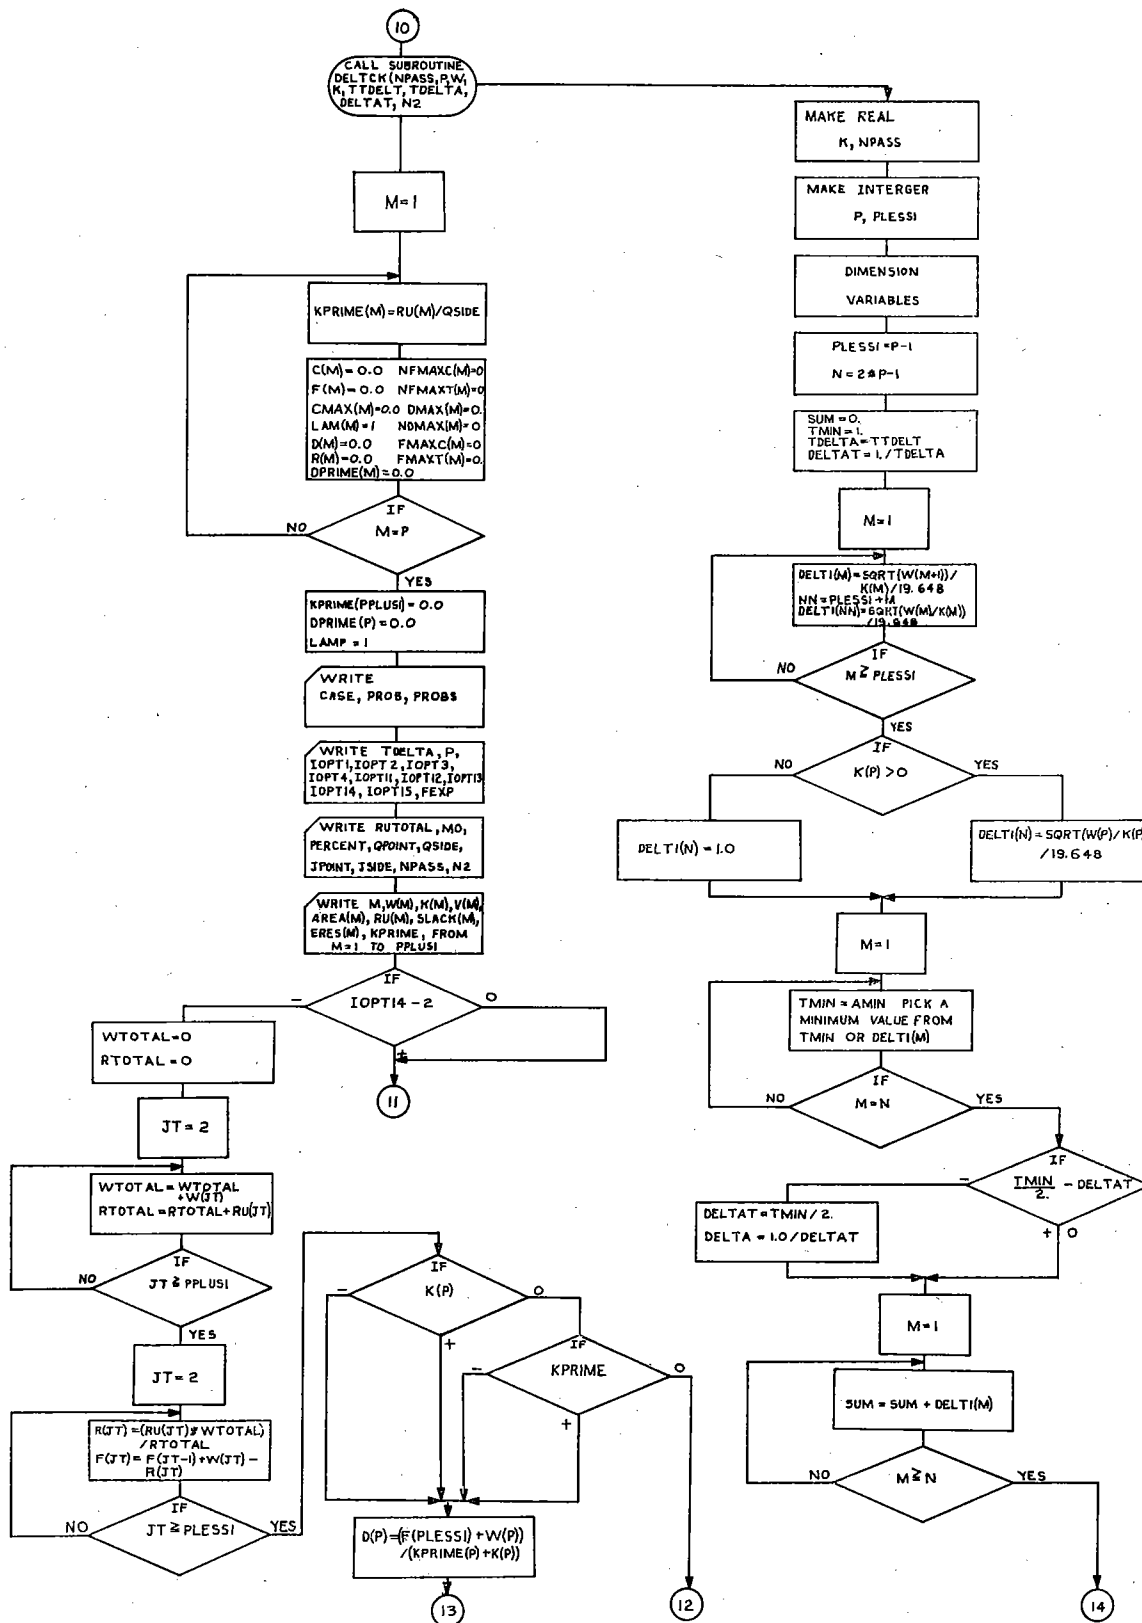 10
CALL SUBROUTINE
DELTCK(NPASS,P,W,
K,TTDELT,TDELTA,
DELTAT,N2
M=1
KPRIME(M)=RU(M)/QSIDE
C(M)=0.0 NFMAXC(M)=0
F(M)=0.0 NFMAXT(M)=0
CMAX(M)=0.0 DMAX(M)=0.
LAM(M)=1 NDMAX(M)=0
D(M)=0.0 FMAXC(M)=0
R(M)=0.0 FMAXT(M)=0.
DPRIME(M)=0.0
IF
M=P
NO
YES
KPRIME(PPLUS1)=0.0
DPRIME(P)=0.0
LAMP=1
WRITE
CASE, PROB, PROBS
WRITE TDELTA, P,
IOPT1,IOPT2,IOPT3,
IOPT4,IOPT11,IOPT12,IOPT13
IOPT14, IOPT15, FEXP
WRITE RUTOTAL, MO,
PERCENT, QPOINT, QSIDE,
JPOINT, JSIDE, NPASS, N2
WRITE M,W(M),K(M),V(M),
AREA(M), RU(M), SLACK(M),
ERES(M), KPRIME, FROM
M=1 TO PPLUS1
IF
IOPT14-2
-
0
+
11
WTOTAL=0
RTOTAL=0
JT=2
WTOTAL=WTOTAL
+W(JT)
RTOTAL=RTOTAL+RU(JT)
IF
JT≥PPLUS1
NO
YES
JT=2
R(JT)=(RU(JT)*WTOTAL)
/RTOTAL
F(JT)=F(JT-1)+W(JT)-
R(JT)
IF
JT≥PLESS1
NO
YES
IF
K(P)
-
0
+
IF
KPRIME
-
0
+
D(P)=(F(PLESS1)+W(P))
/(KPRIME(P)+K(P))
13
12
MAKE REAL
K, NPASS
MAKE INTERGER
P, PLESS1
DIMENSION
VARIABLES
PLESS1=P-1
N=2*P-1
SUM=0.
TMIN=1.
TDELTA=TTDELT
DELTAT=1./TDELTA
M=1
DELT1(M)=SQRT(W(M+1))/
K(M)/19.648
NN=PLESS1+M
DELT1(NN)=SQRT(W(M)/K(M))
/19.648
IF
M≥PLESS1
NO
YES
IF
K(P)>0
NO
YES
DELT1(N)=1.0
DELT1(N)=SQRT(W(P)/K(P)
/19.648
M=1
TMIN=AMIN PICK A
MINIMUM VALUE FROM
TMIN OR DELT1(M)
IF
M=N
NO
YES
IF
TMIN/2. - DELTAT
-
+ 0
DELTAT=TMIN/2.
DELTA=1.0/DELTAT
M=1
SUM=SUM+DELT1(M)
M≥N
NO
YES
14